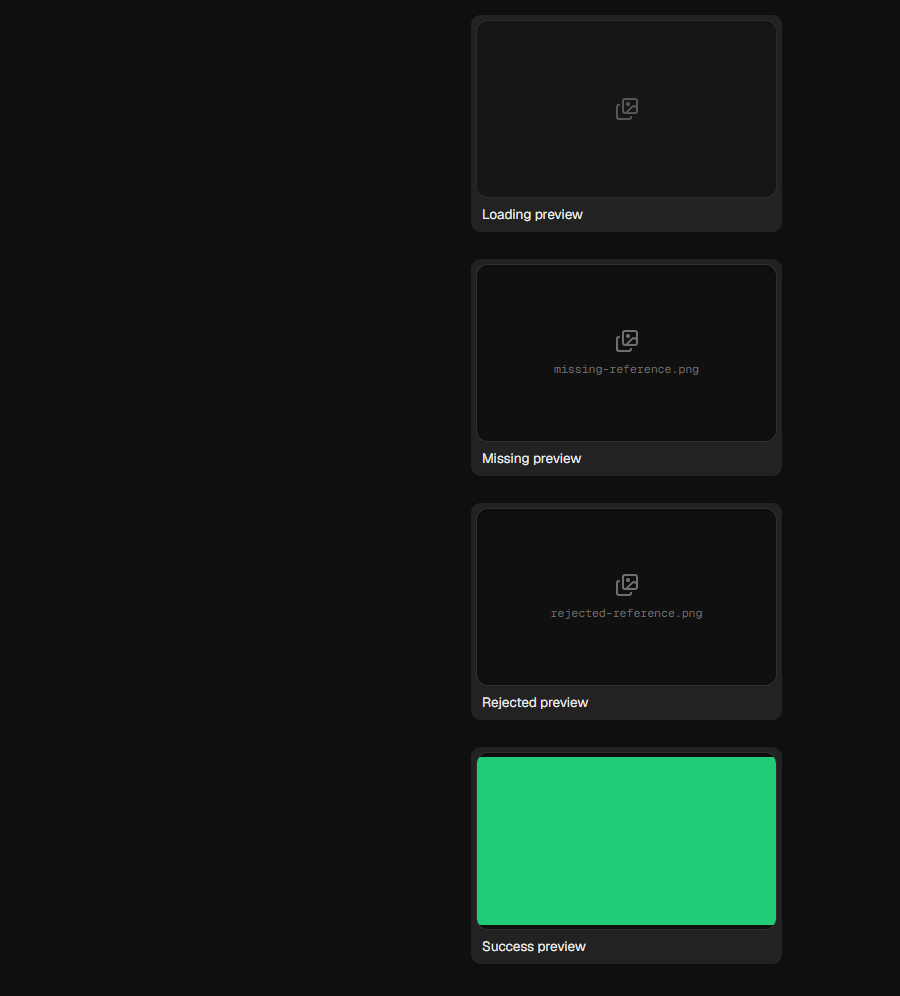 Loading preview
missing-reference.png
Missing preview
rejected-reference.png
Rejected preview
Success preview